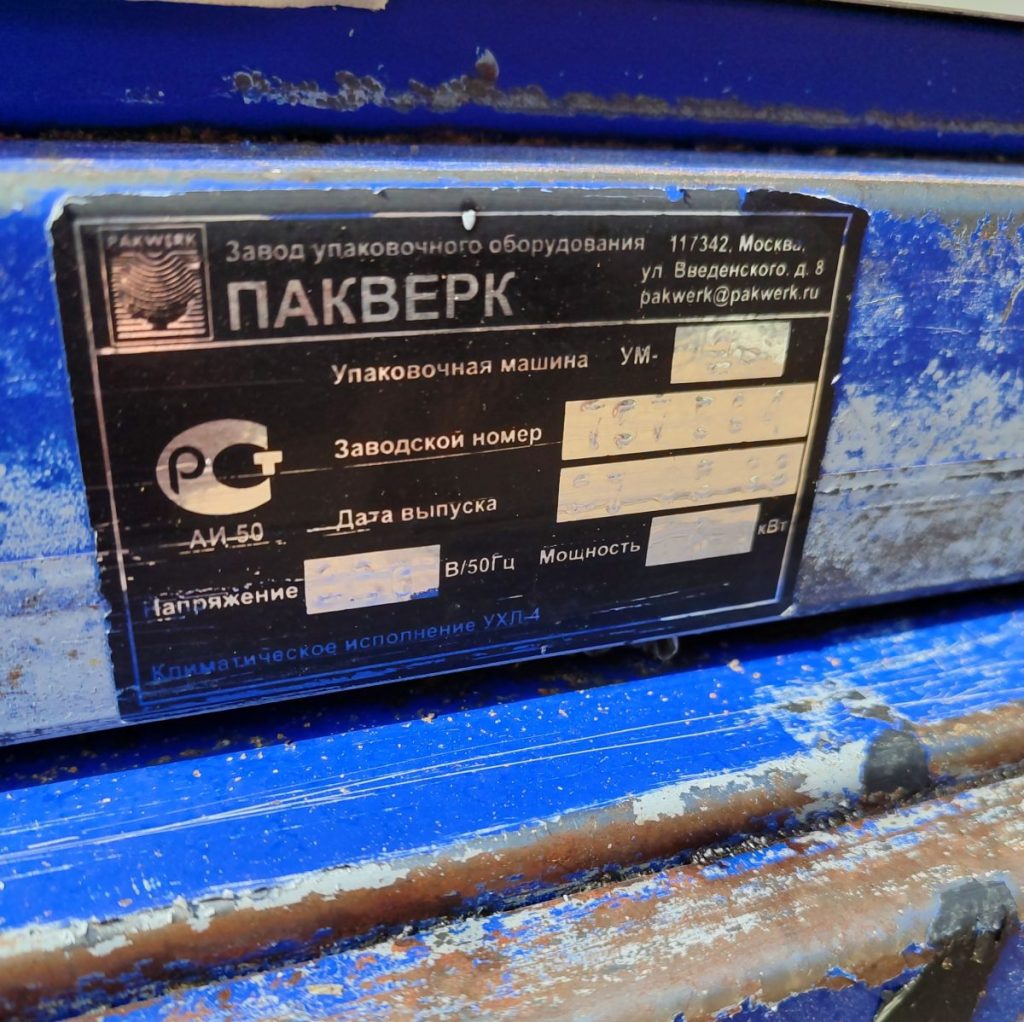 PAKWERK
Завод упаковочного оборудования
ПАКВЕРК
117342, Москва,
ул Введенского, д. 8
pakwerk@pakwerk.ru
Упаковочная машина УМ-
Заводской номер
РСТ
АИ-50
Дата выпуска
Напряжение В/50Гц Мощность кВт
Климатическое исполнение УХЛ-4